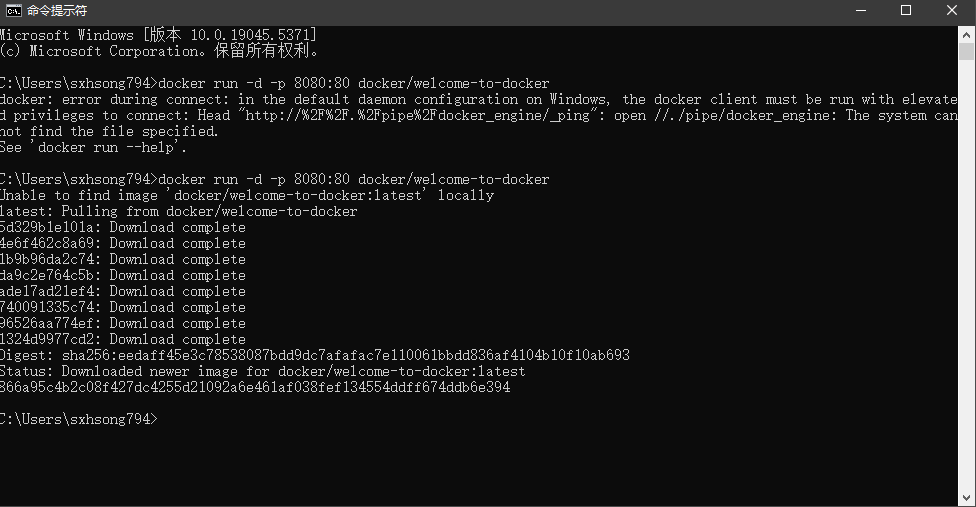 命令提示符
Microsoft Windows [版本 10.0.19045.5371]
(c) Microsoft Corporation。保留所有权利。
C:\Users\sxhsong794>docker run -d -p 8080:80 docker/welcome-to-docker
docker: error during connect: in the default daemon configuration on Windows, the docker client must be run with elevate
d privileges to connect: Head "http://%2F%2F.%2Fpipe%2Fdocker_engine/_ping": open //./pipe/docker_engine: The system can
not find the file specified.
See 'docker run --help'.
C:\Users\sxhsong794>docker run -d -p 8080:80 docker/welcome-to-docker
Unable to find image 'docker/welcome-to-docker:latest' locally
latest: Pulling from docker/welcome-to-docker
5d329b1e101a: Download complete
4e6f462c8a69: Download complete
1b9b96da2c74: Download complete
da9c2e764c5b: Download complete
ade17ad21ef4: Download complete
740091335c74: Download complete
96526aa774ef: Download complete
1324d9977cd2: Download complete
Digest: sha256:eedaff45e3c78538087bdd9dc7afafac7e110061bbdd836af4104b10f10ab693
Status: Downloaded newer image for docker/welcome-to-docker:latest
866a95c4b2c08f427dc4255d21092a6e461af038fef134554ddff674ddb6e394
C:\Users\sxhsong794>